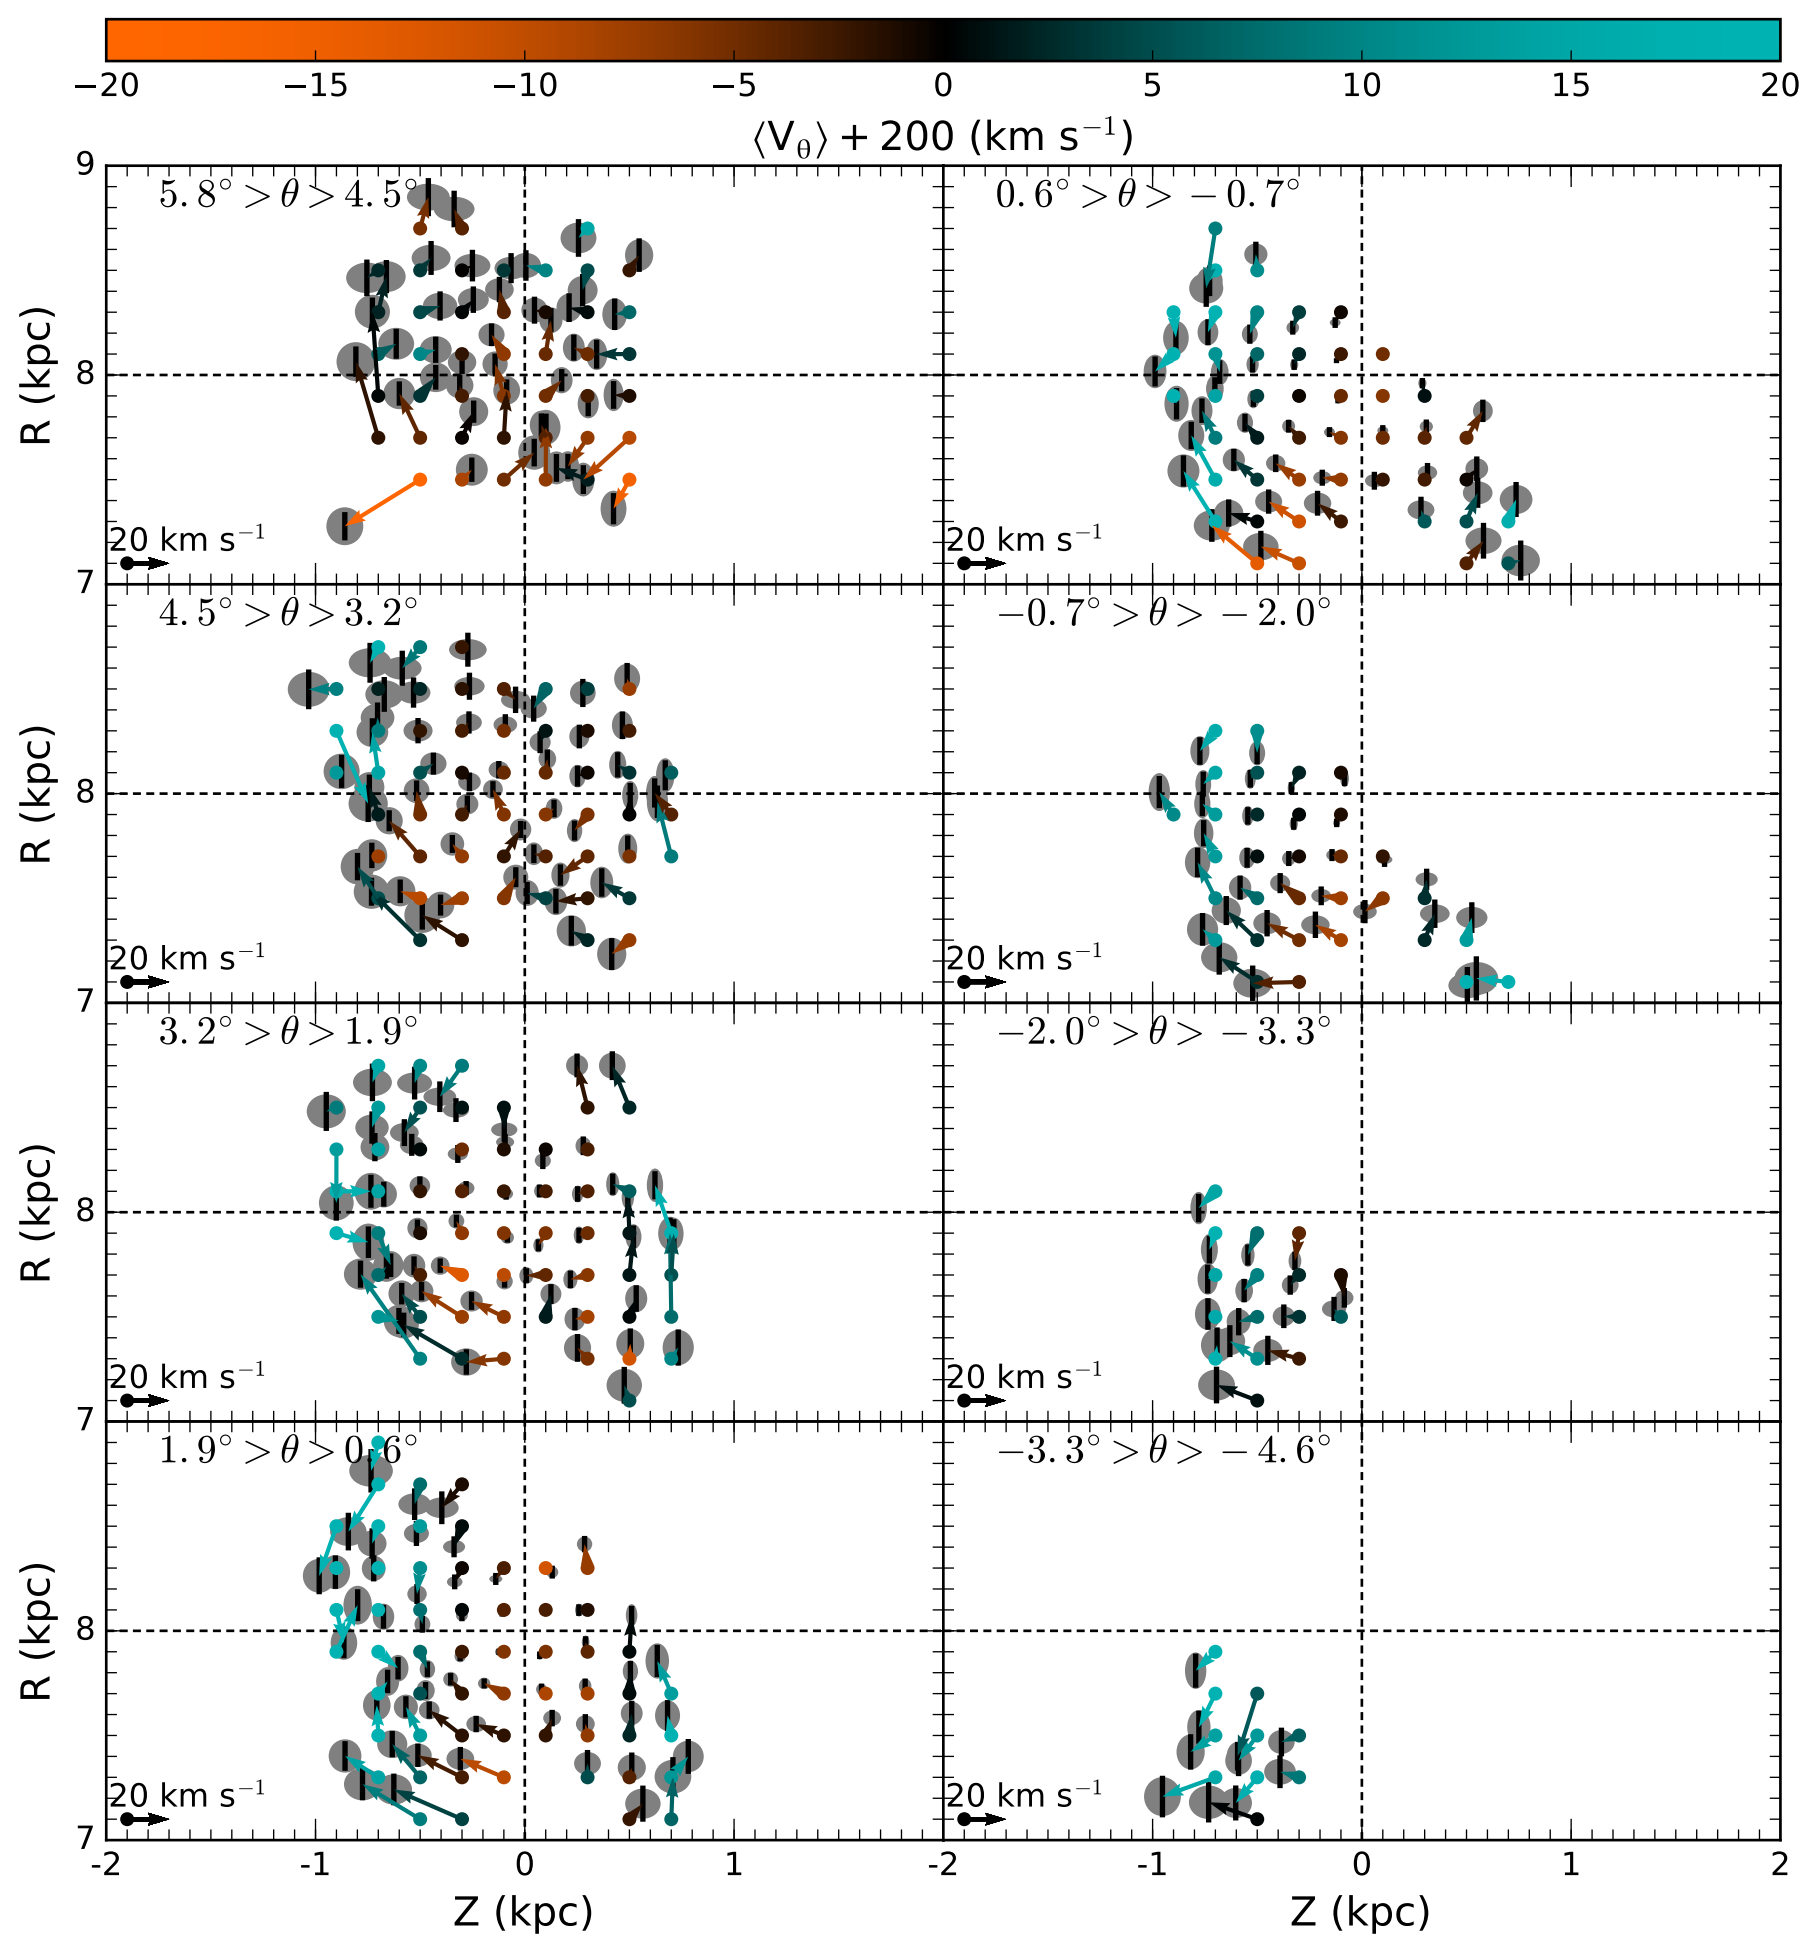 −20 −15 −10 −5 0 5 10 15 20
⟨V_θ⟩ + 200 (km s⁻¹)
9
5.8° > θ > 4.5°
0.6° > θ > −0.7°
R (kpc)
8
20 km s⁻¹
20 km s⁻¹
7
4.5° > θ > 3.2°
−0.7° > θ > −2.0°
R (kpc)
8
20 km s⁻¹
20 km s⁻¹
7
3.2° > θ > 1.9°
−2.0° > θ > −3.3°
R (kpc)
8
20 km s⁻¹
20 km s⁻¹
7
1.9° > θ > 0.6°
−3.3° > θ > −4.6°
R (kpc)
8
20 km s⁻¹
20 km s⁻¹
7
-2 -1 0 1 -2 -1 0 1 2
Z (kpc) Z (kpc)